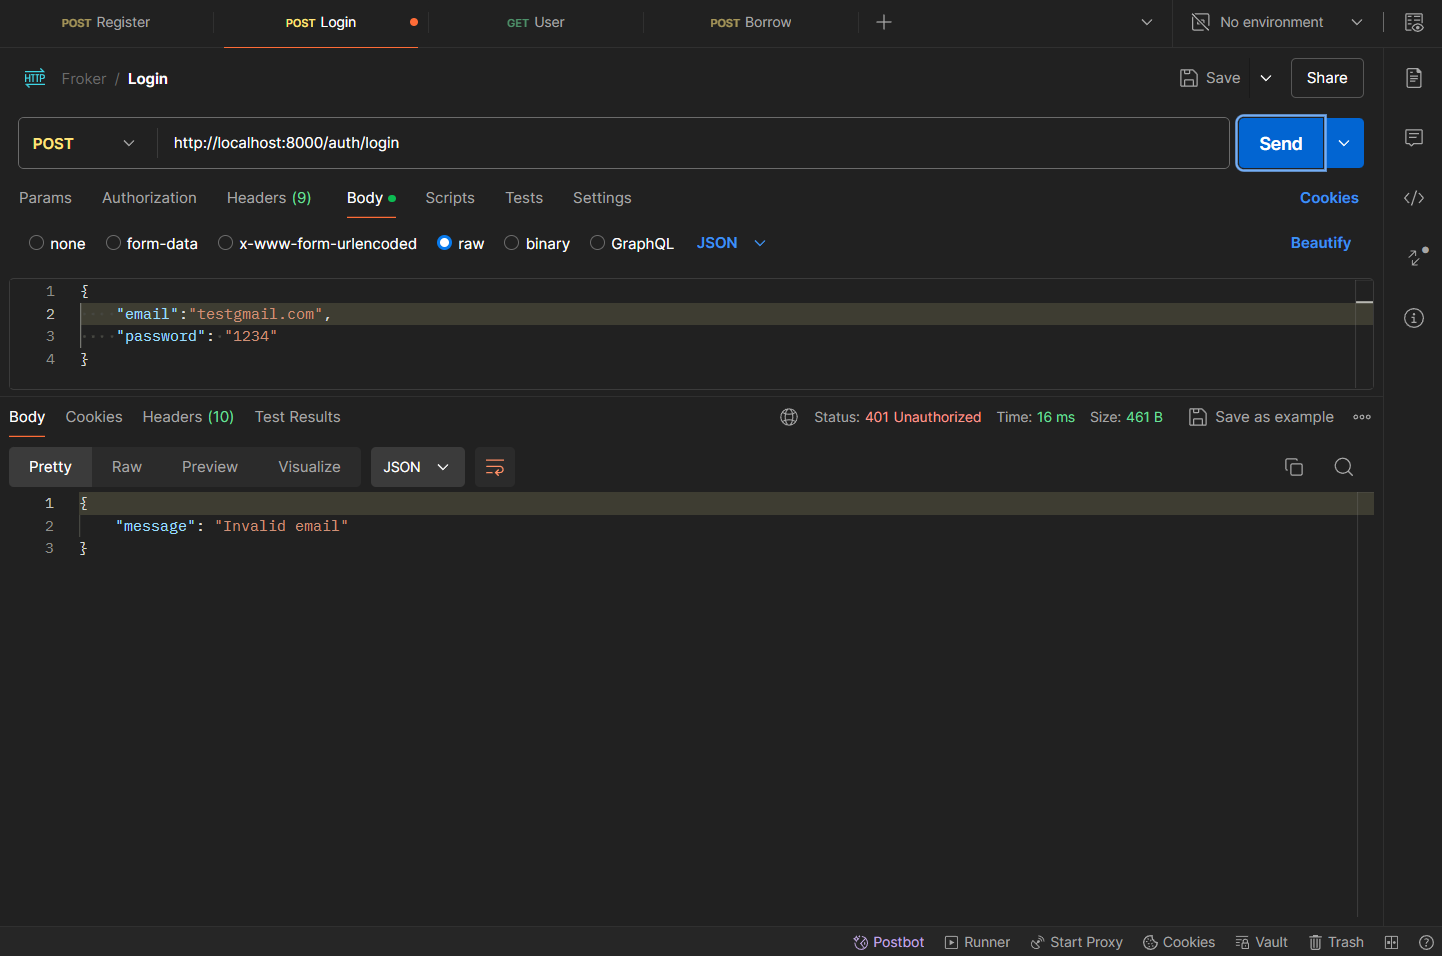 POST Register POST Login GET User POST Borrow No environment
HTTP Froker / Login Save Share
POST http://localhost:8000/auth/login Send
Params Authorization Headers (9) Body Scripts Tests Settings Cookies
none form-data x-www-form-urlencoded raw binary GraphQL JSON Beautify
1 {
2 "email":"testgmail.com",
3 "password": "1234"
4 }
Body Cookies Headers (10) Test Results Status: 401 Unauthorized Time: 16 ms Size: 461 B Save as example
Pretty Raw Preview Visualize JSON
1 {
2 "message": "Invalid email"
3 }
Postbot Runner Start Proxy Cookies Vault Trash